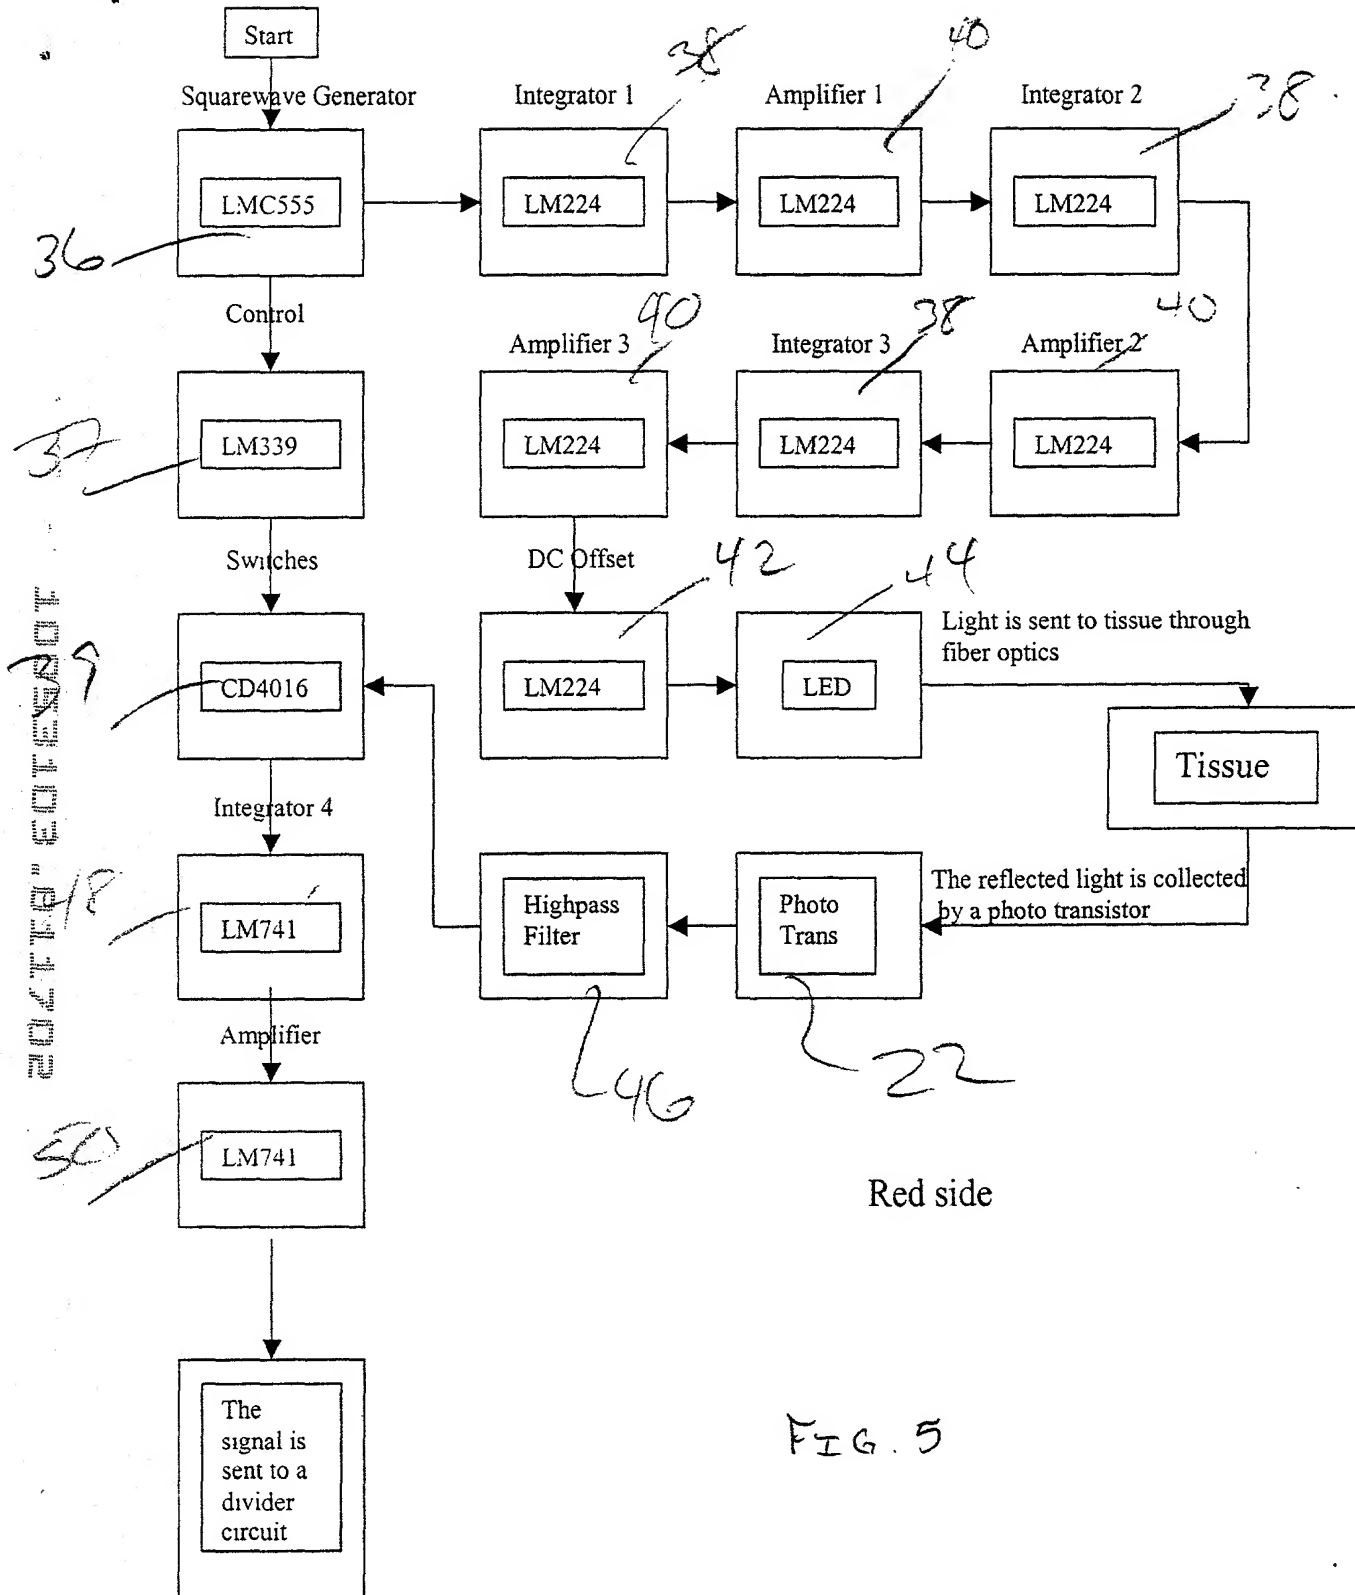 Start
38
40
Squarewave Generator
Integrator 1
Amplifier 1
Integrator 2
38
LMC555
LM224
LM224
LM224
36
Control
40
38
40
Amplifier 3
Integrator 3
Amplifier 2
37
LM339
LM224
LM224
LM224
Switches
DC Offset
42
44
Light is sent to tissue through
fiber optics
39
CD4016
LM224
LED
Tissue
Integrator 4
48
LM741
Highpass
Filter
Photo
Trans
The reflected light is collected
by a photo transistor
Amplifier
46
22
50
LM741
Red side
The
signal is
sent to a
divider
circuit
FIG. 5